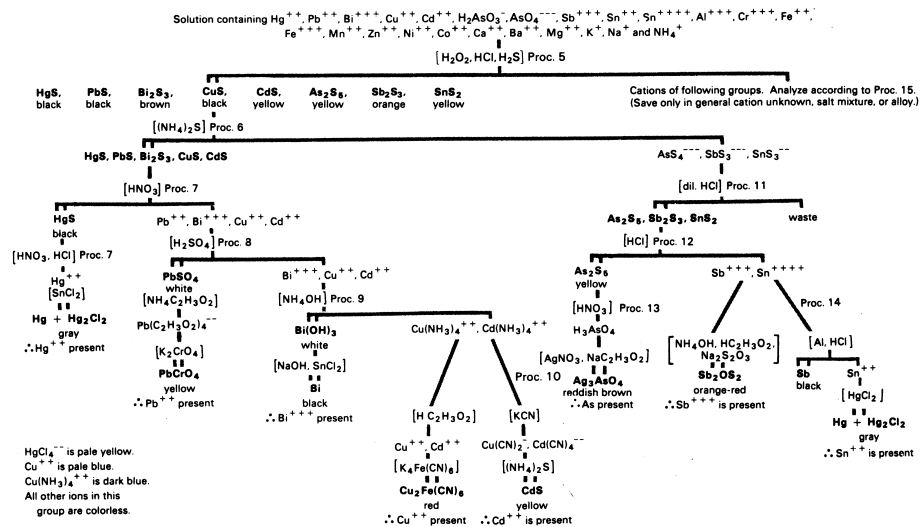 Solution containing Hg⁺⁺, Pb⁺⁺, Bi⁺⁺⁺, Cu⁺⁺, Cd⁺⁺, H₂AsO₃⁻, AsO₄⁻⁻⁻, Sb⁺⁺⁺, Sn⁺⁺, Sn⁺⁺⁺⁺, Al⁺⁺⁺, Cr⁺⁺⁺, Fe⁺⁺,
Fe⁺⁺⁺, Mn⁺⁺, Zn⁺⁺, Ni⁺⁺, Co⁺⁺, Ca⁺⁺, Ba⁺⁺, Mg⁺⁺, K⁺, Na⁺ and NH₄⁺
[H₂O₂, HCl, H₂S] Proc. 5
HgS, PbS, Bi₂S₃, CuS, CdS, As₂S₅, Sb₂S₃, SnS₂
black black brown black yellow yellow orange yellow
Cations of following groups. Analyze according to Proc. 15.
(Save only in general cation unknown, salt mixture, or alloy.)
[(NH₄)₂S] Proc. 6
HgS, PbS, Bi₂S₃, CuS, CdS
AsS₄⁻⁻⁻, SbS₃⁻⁻⁻, SnS₃⁻⁻
[HNO₃] Proc. 7
[dil. HCl] Proc. 11
HgS
black
Pb⁺⁺, Bi⁺⁺⁺, Cu⁺⁺, Cd⁺⁺
As₂S₅, Sb₂S₃, SnS₂
waste
[HNO₃, HCl] Proc. 7
Hg⁺⁺
[SnCl₂]
Hg + Hg₂Cl₂
gray
∴Hg⁺⁺ present
[H₂SO₄] Proc. 8
PbSO₄
white
[NH₄C₂H₃O₂]
Pb(C₂H₃O₂)₄⁻⁻
[K₂CrO₄]
PbCrO₄
yellow
∴Pb⁺⁺ present
Bi⁺⁺⁺, Cu⁺⁺, Cd⁺⁺
[NH₄OH] Proc. 9
Bi(OH)₃
white
[NaOH, SnCl₂]
Bi
black
∴Bi⁺⁺⁺ present
Cu(NH₃)₄⁺⁺, Cd(NH₃)₄⁺⁺
Proc. 10
[HC₂H₃O₂]
Cu⁺⁺, Cd⁺⁺
[K₄Fe(CN)₆]
Cu₂Fe(CN)₆
red
∴Cu⁺⁺ present
[KCN]
Cu(CN)₂⁻, Cd(CN)₄⁻⁻
[(NH₄)₂S]
CdS
yellow
∴Cd⁺⁺ is present
[HCl] Proc. 12
As₂S₅
yellow
[HNO₃] Proc. 13
H₃AsO₄
[AgNO₃, NaC₂H₃O₂]
Ag₃AsO₄
reddish brown
∴As present
Sb⁺⁺⁺, Sn⁺⁺⁺⁺
Proc. 14
[NH₄OH, HC₂H₃O₂,
Na₂S₂O₃]
Sb₂OS₂
orange-red
∴Sb⁺⁺⁺ is present
[Al, HCl]
Sb
black
Sn⁺⁺
[HgCl₂]
Hg + Hg₂Cl₂
gray
∴Sn⁺⁺ is present
HgCl₄⁻⁻ is pale yellow.
Cu⁺⁺ is pale blue.
Cu(NH₃)₄⁺⁺ is dark blue.
All other ions in this
group are colorless.